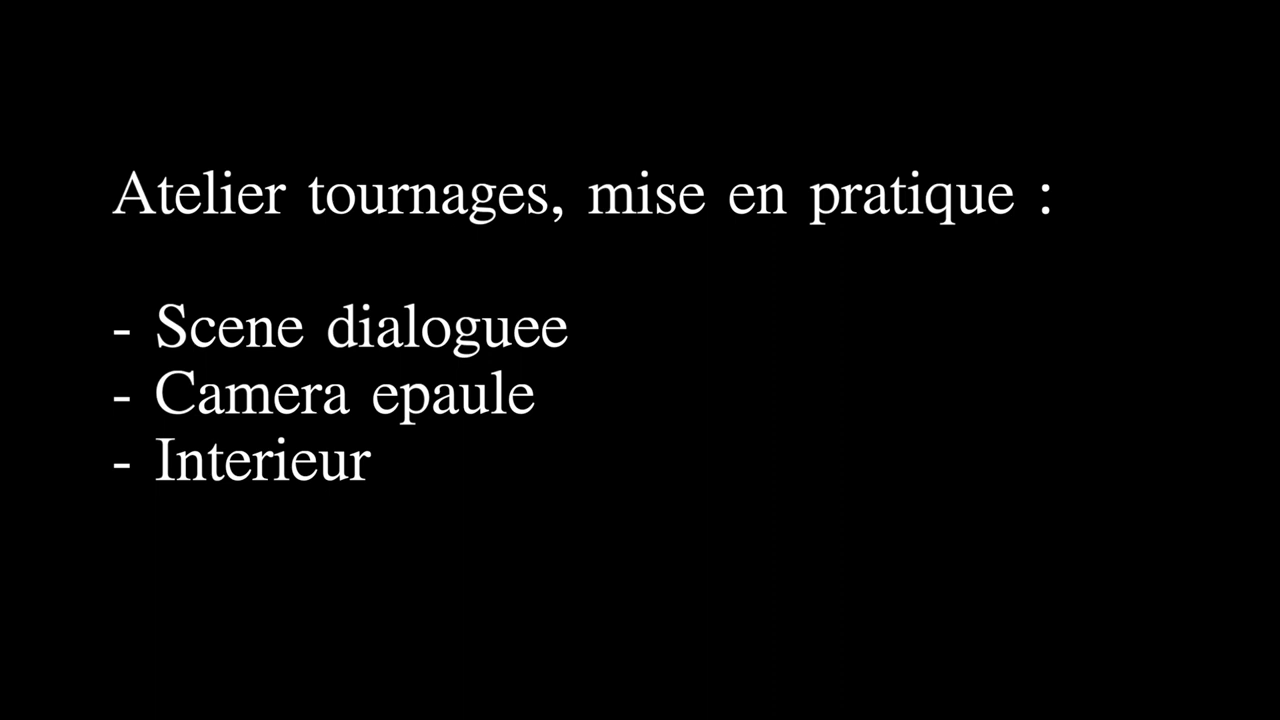 Atelier tournages, mise en pratique :
- Scene dialoguee
- Camera epaule
- Interieur